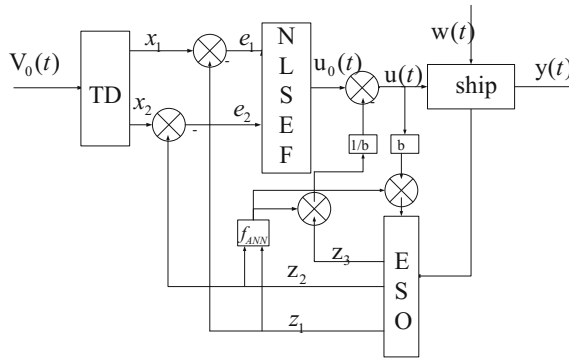 w(t)
V₀(t)
TD
x₁
x₂
e₁
e₂
-
-
N
L
S
E
F
u₀(t)
-
u(t)
ship
y(t)
1/b
b
f_ANN
z₃
z₂
z₁
E
S
O